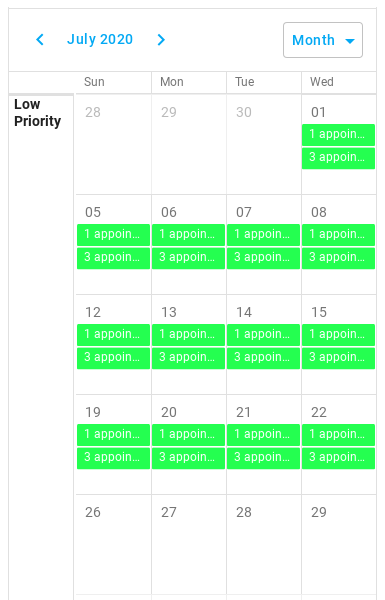 July 2020 Month
Sun Mon Tue Wed
Low
Priority
28 29 30 01
1 appoin...
3 appoin...
05 06 07 08
1 appoin... 1 appoin... 1 appoin... 1 appoin...
3 appoin... 3 appoin... 3 appoin... 3 appoin...
12 13 14 15
1 appoin... 1 appoin... 1 appoin... 1 appoin...
3 appoin... 3 appoin... 3 appoin... 3 appoin...
19 20 21 22
1 appoin... 1 appoin... 1 appoin... 1 appoin...
3 appoin... 3 appoin... 3 appoin... 3 appoin...
26 27 28 29